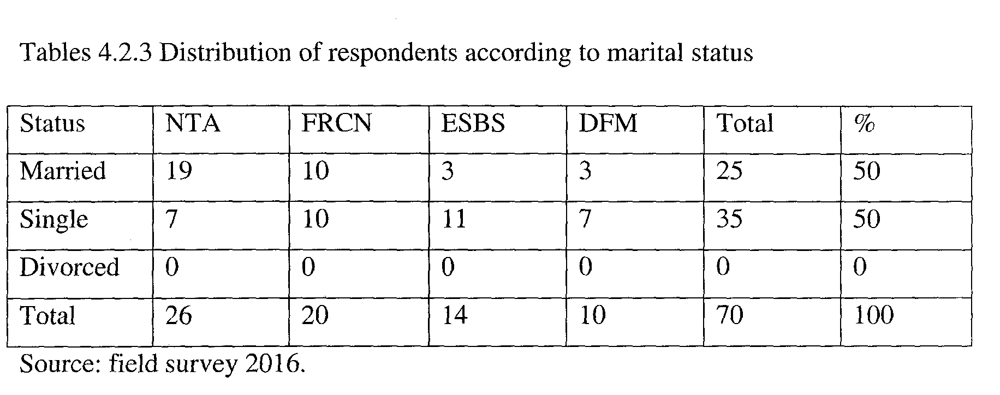 Tables 4.2.3 Distribution of respondents according to marital status
Status NTA FRCN ESBS DFM Total %
Married 19 10 3 3 25 50
Single 7 10 11 7 35 50
Divorced 0 0 0 0 0 0
Total 26 20 14 10 70 100
Source: field survey 2016.